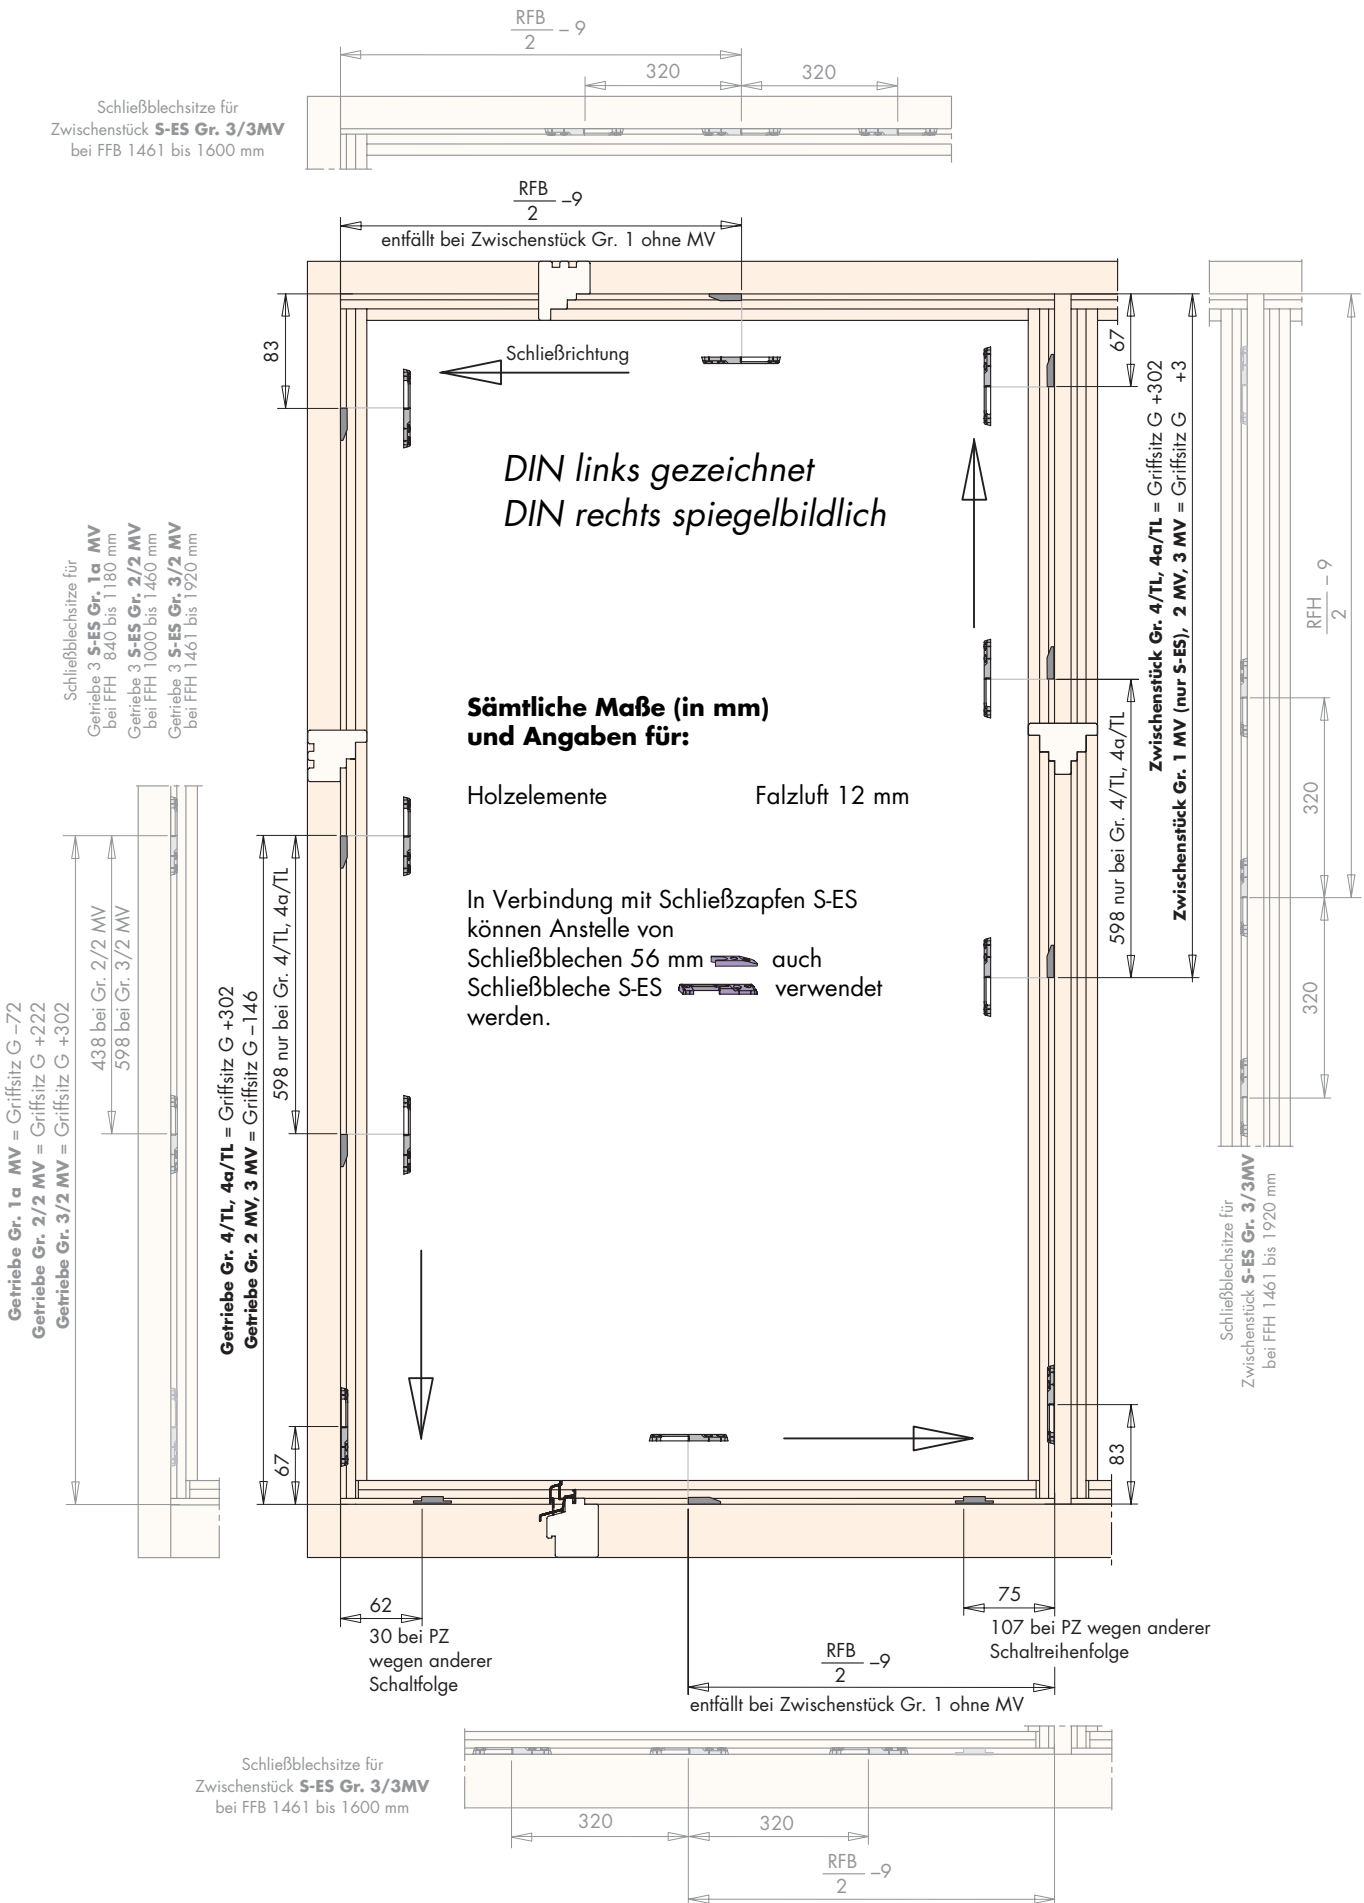 RFB
2
– 9
320
320
Schließblechsitze für
Zwischenstück S-ES Gr. 3/3MV
bei FFB 1461 bis 1600 mm
RFB
2
–9
entfällt bei Zwischenstück Gr. 1 ohne MV
83
Schließrichtung
67
DIN links gezeichnet
DIN rechts spiegelbildlich
Zwischenstück Gr. 4/TL, 4a/TL = Griffsitz G +302
Zwischenstück Gr. 1 MV (nur S-ES), 2 MV, 3 MV = Griffsitz G +3
598 nur bei Gr. 4/TL, 4a/TL
RFH
2
– 9
320
320
Schließblechsitze für
Getriebe 3 S-ES Gr. 1a MV
bei FFH 840 bis 1180 mm
Getriebe 3 S-ES Gr. 2/2 MV
bei FFH 1000 bis 1460 mm
Getriebe 3 S-ES Gr. 3/2 MV
bei FFH 1461 bis 1920 mm
Sämtliche Maße (in mm)
und Angaben für:
Holzelemente Falzluft 12 mm
In Verbindung mit Schließzapfen S-ES
können Anstelle von
Schließblechen 56 mm auch
Schließbleche S-ES verwendet
werden.
438 bei Gr. 2/2 MV
598 bei Gr. 3/2 MV
Getriebe Gr. 1a MV = Griffsitz G –72
Getriebe Gr. 2/2 MV = Griffsitz G +222
Getriebe Gr. 3/2 MV = Griffsitz G +302
598 nur bei Gr. 4/TL, 4a/TL
Getriebe Gr. 4/TL, 4a/TL = Griffsitz G +302
Getriebe Gr. 2 MV, 3 MV = Griffsitz G –146
Schließblechsitze für
Zwischenstück S-ES Gr. 3/3MV
bei FFH 1461 bis 1920 mm
67
83
62
30 bei PZ
wegen anderer
Schaltfolge
75
107 bei PZ wegen anderer
Schaltreihenfolge
RFB
2
–9
entfällt bei Zwischenstück Gr. 1 ohne MV
Schließblechsitze für
Zwischenstück S-ES Gr. 3/3MV
bei FFB 1461 bis 1600 mm
320
320
RFB
2
–9